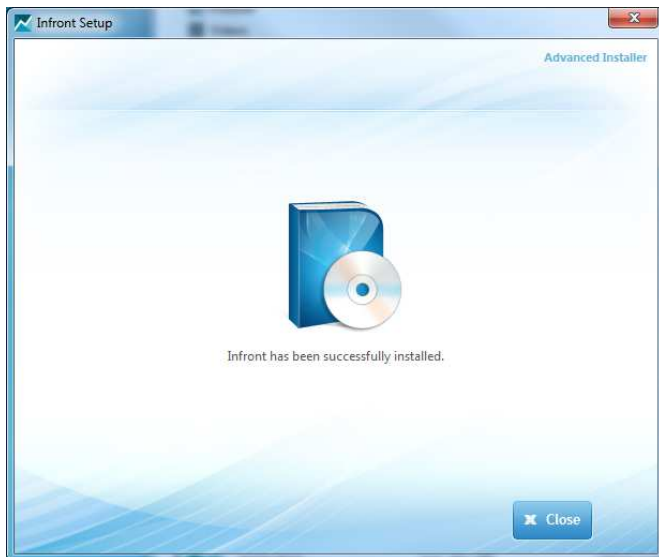 Infront Setup
Advanced Installer
Infront has been successfully installed.
Close